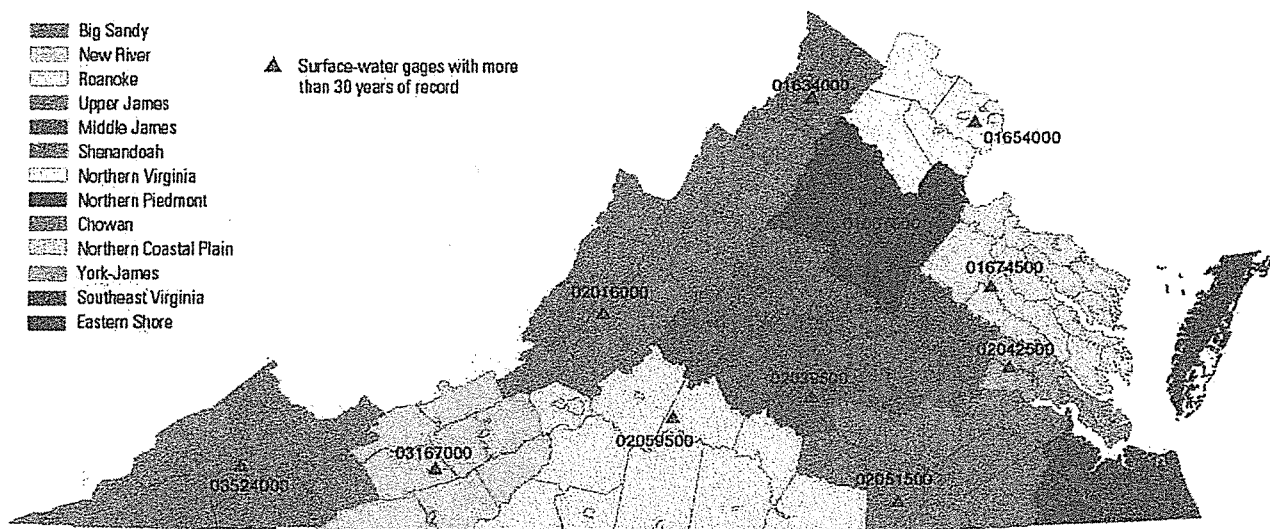 Big Sandy
New River
Roanoke
Upper James
Middle James
Shenandoah
Northern Virginia
Northern Piedmont
Chowan
Northern Coastal Plain
York-James
Southeast Virginia
Eastern Shore
Surface-water gages with more
than 30 years of record
01634000
01654000
01674500
02016000
02042500
02059500
03167000
03524000
02051500